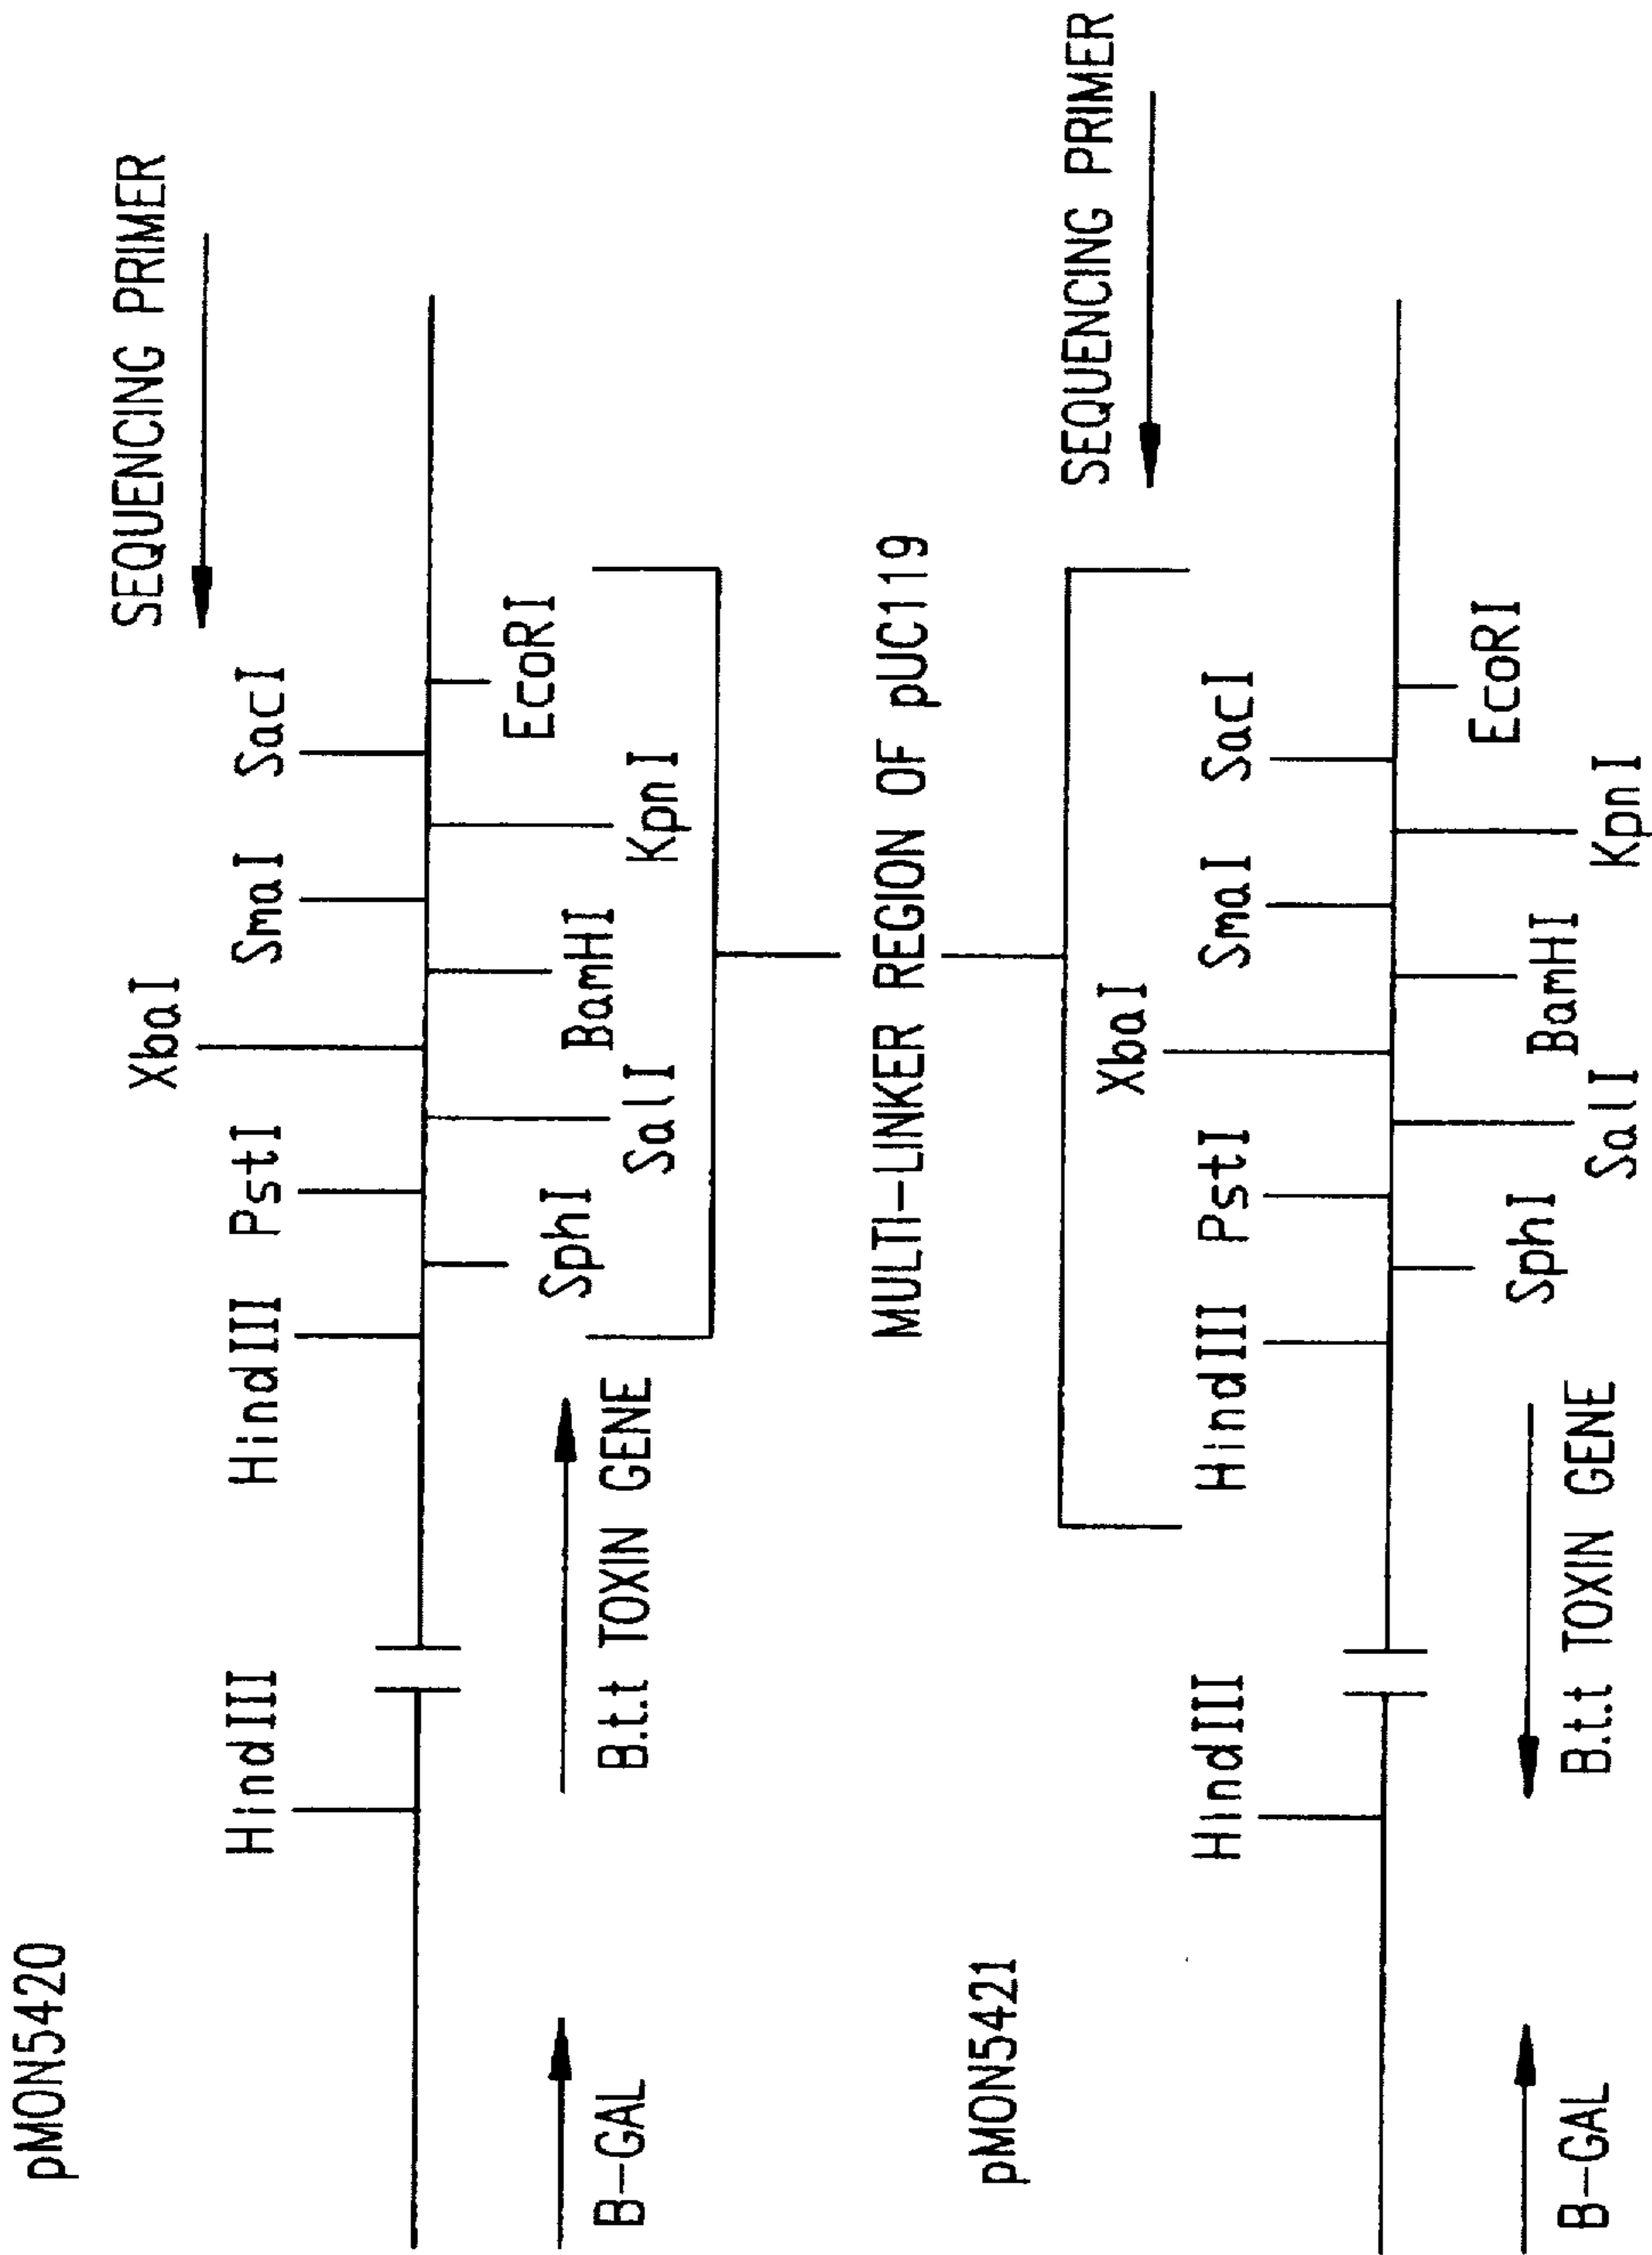 pMON5420
SEQUENCING PRIMER
XbaI
HindIII HindIII PstI SmaI SacI
SphI BamHI EcoRI
B-GAL B.t.t TOXIN GENE SalI KpnI
MULTI-LINKER REGION OF pUC119
pMON5421
SEQUENCING PRIMER
XbaI
HindIII HindIII PstI SmaI SacI
SphI BamHI EcoRI
B-GAL B.t.t TOXIN GENE SalI KpnI